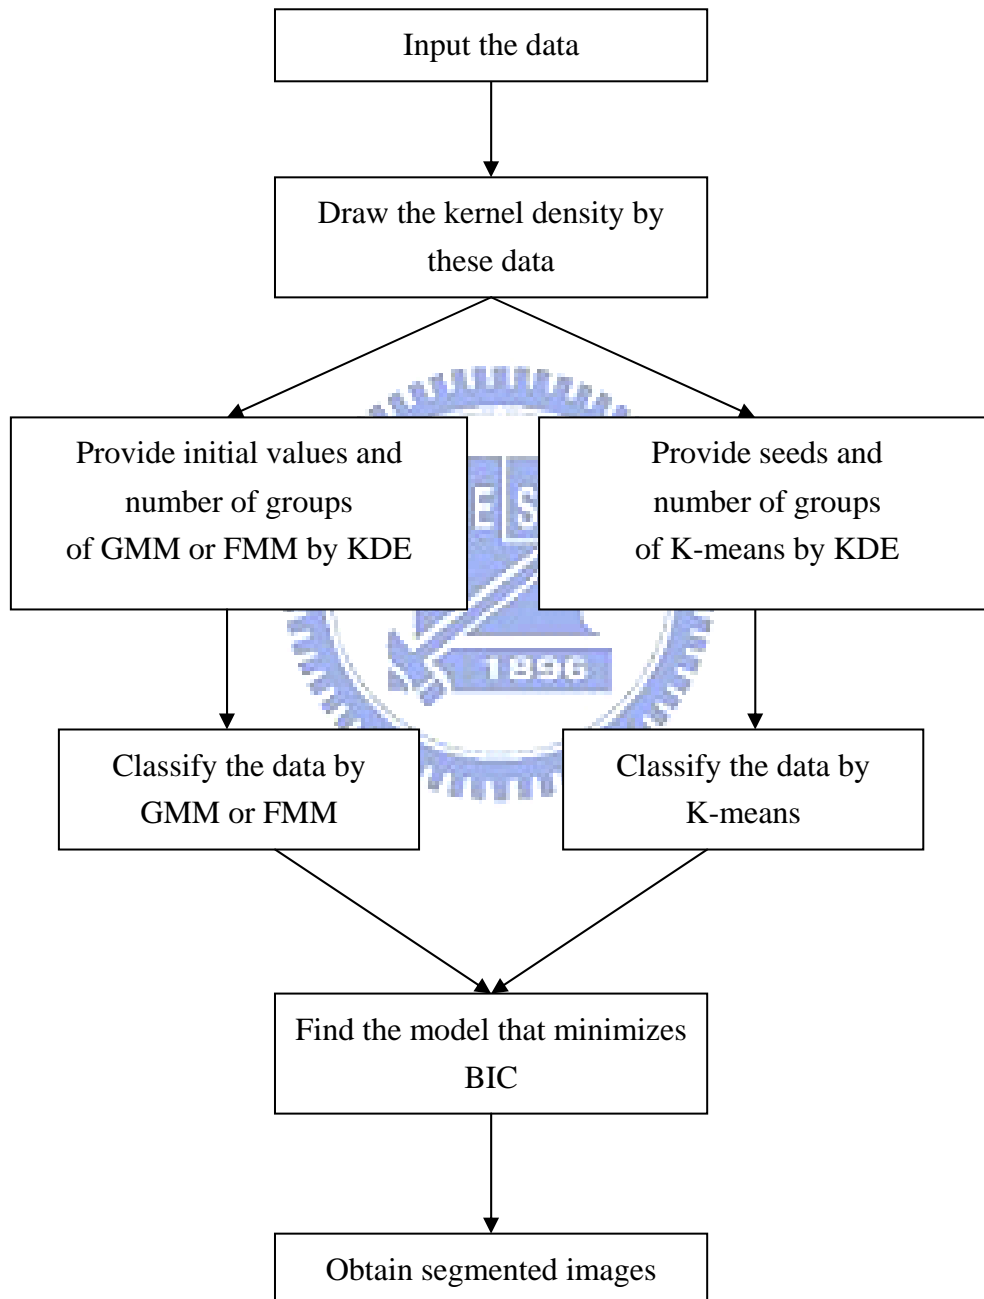 Input the data
Draw the kernel density by
these data
Provide initial values and
number of groups
of GMM or FMM by KDE
Provide seeds and
number of groups
of K-means by KDE
E S
1896
Classify the data by
GMM or FMM
Classify the data by
K-means
Find the model that minimizes
BIC
Obtain segmented images